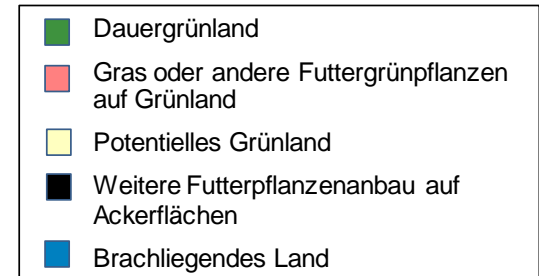 Dauergrünland
Gras oder andere Futtergrünpflanzen
auf Grünland
Potentielles Grünland
Weitere Futterpflanzenanbau auf
Ackerflächen
Brachliegendes Land